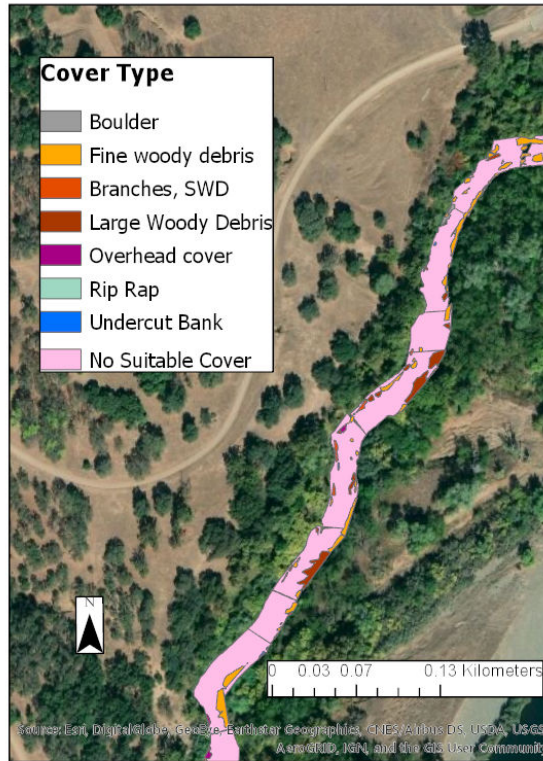 Cover Type
Boulder
Fine woody debris
Branches, SWD
Large Woody Debris
Overhead cover
Rip Rap
Undercut Bank
No Suitable Cover
N
0 0.03 0.07 0.13 Kilometers
Source: Esri, DigitalGlobe, GeoEye, Earthstar Geographics, CNES/Airbus DS, USDA, USGS,
AeroGRID, IGN, and the GIS User Community